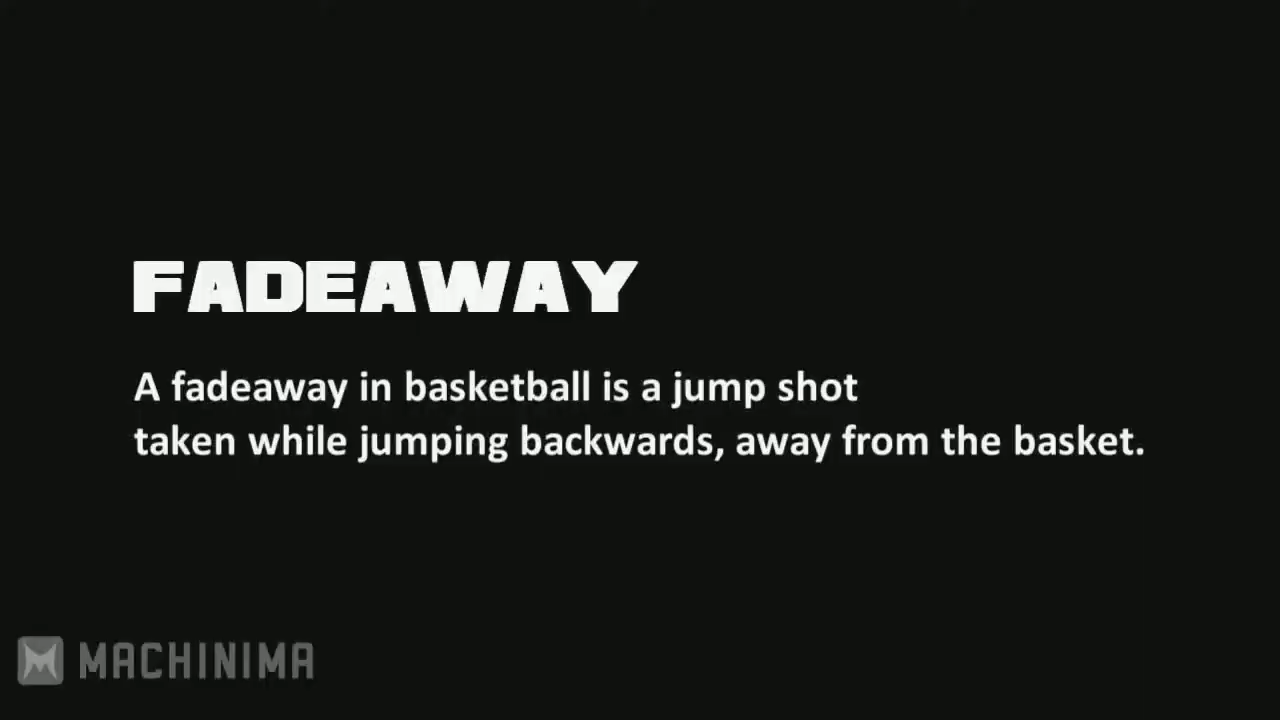 FADEAWAY
A fadeaway in basketball is a jump shot
taken while jumping backwards, away from the basket.
MACHINIMA